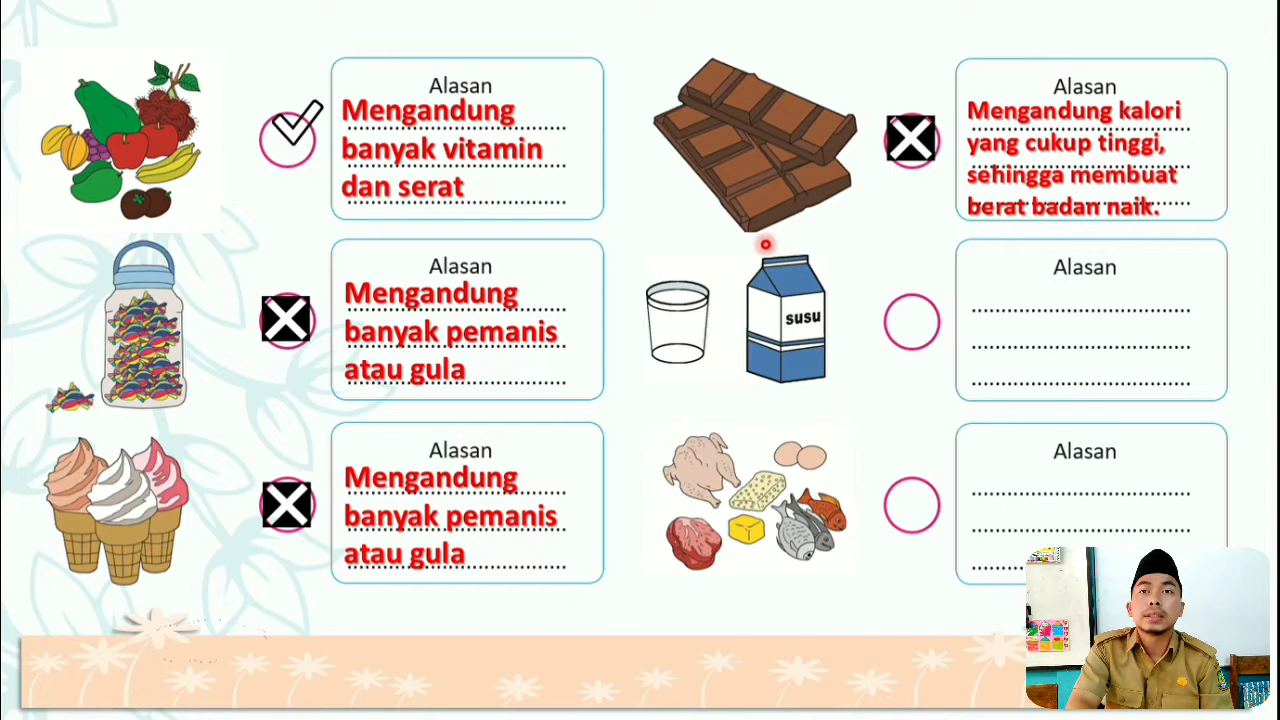 Alasan
Mengandung
banyak vitamin
dan serat
Alasan
Mengandung kalori
yang cukup tinggi,
sehingga membuat
berat badan naik.
Alasan
Mengandung
banyak pemanis
atau gula
susu
Alasan
Alasan
Mengandung
banyak pemanis
atau gula
Alasan